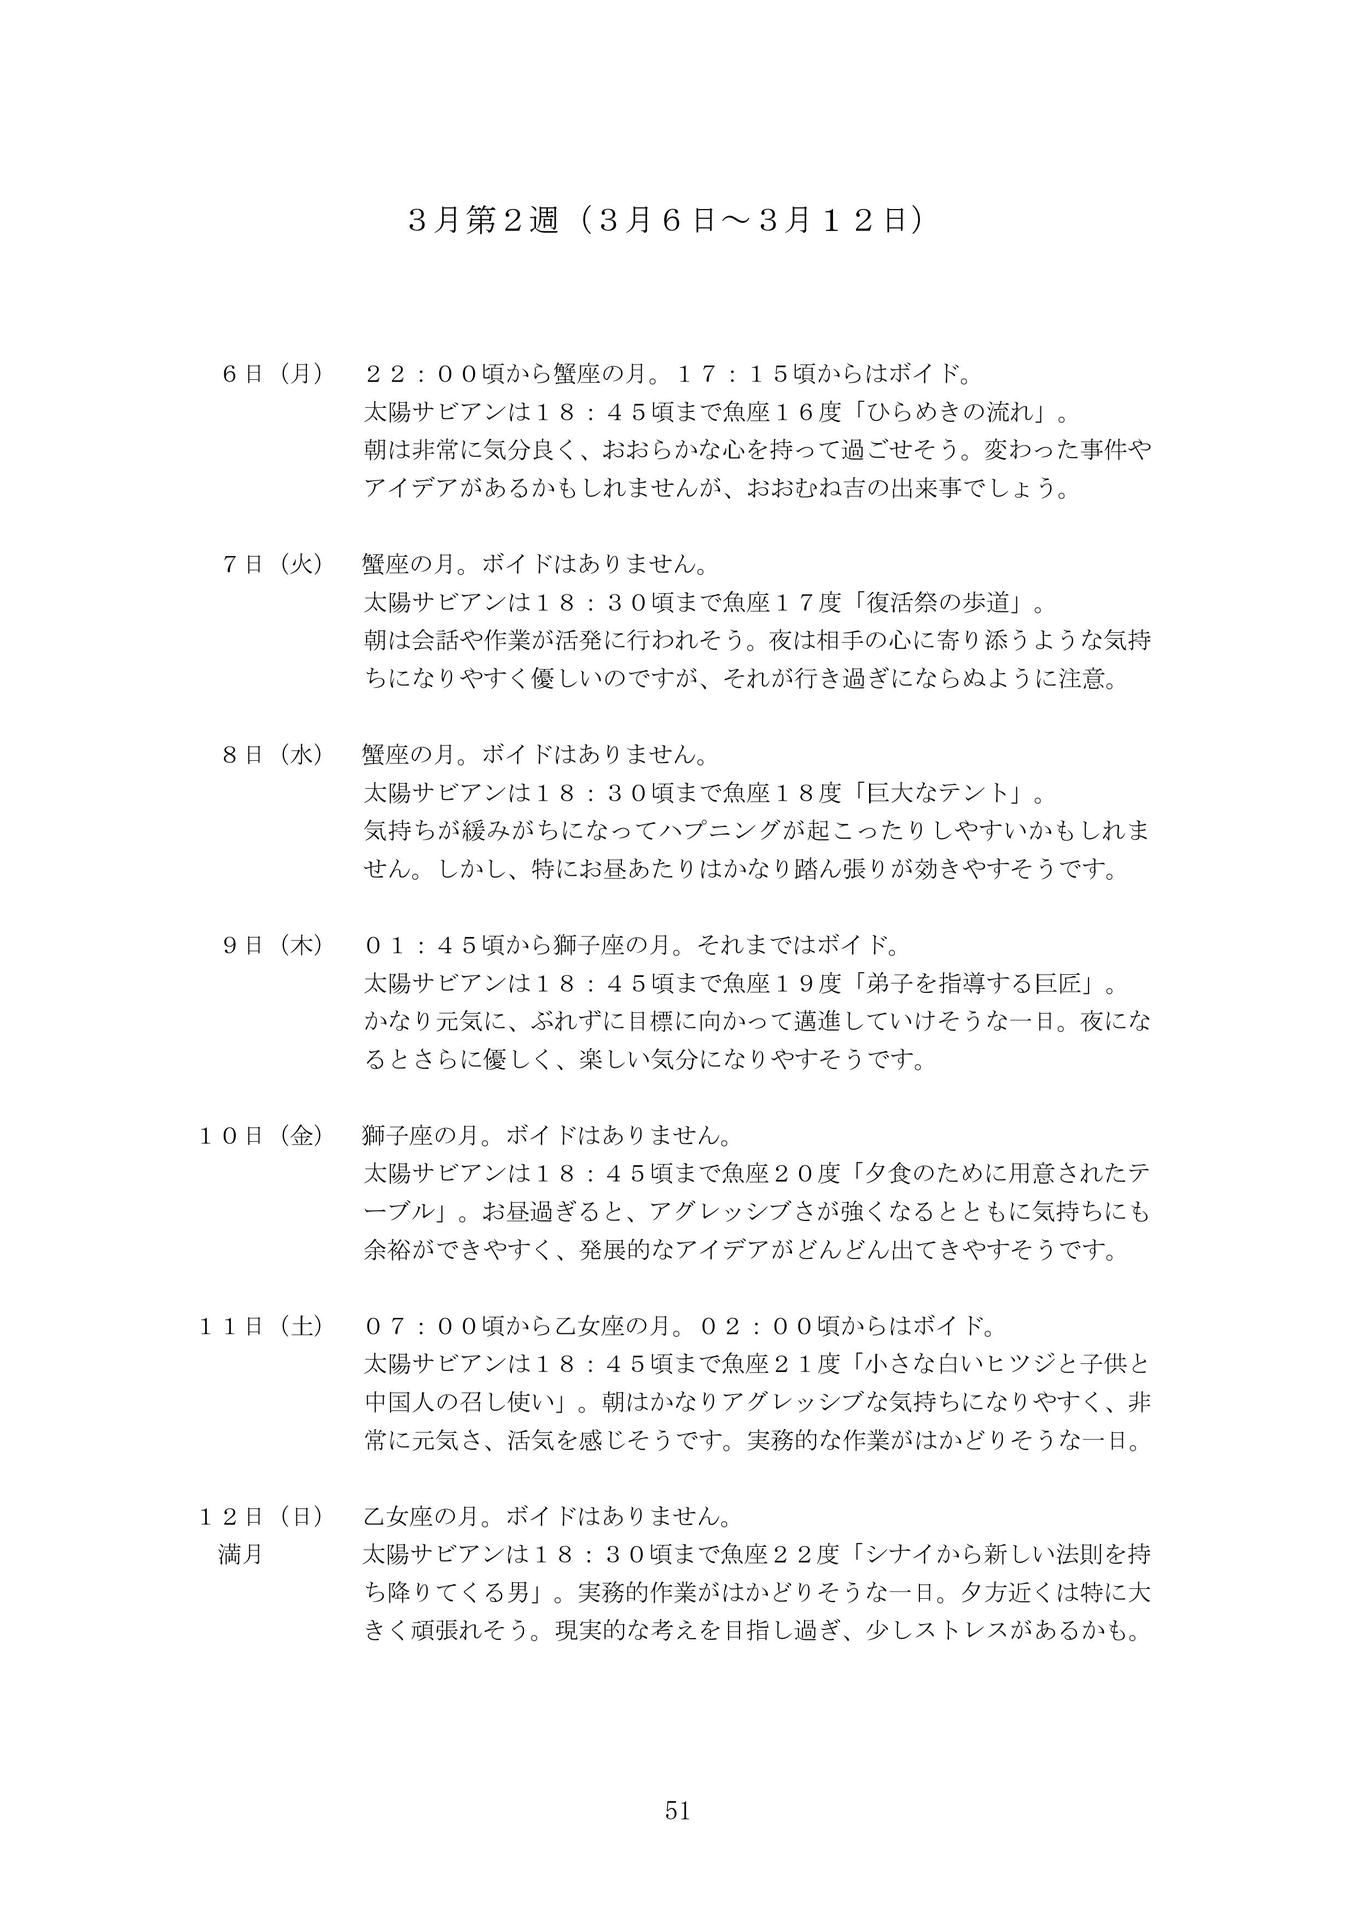 ３月第２週（３月６日～３月１２日）
６日（月）　２２：００頃から蟹座の月。１７：１５頃からはボイド。
太陽サビアンは１８：４５頃まで魚座１６度「ひらめきの流れ」。
朝は非常に気分良く、おおらかな心を持って過ごせそう。変わった事件や
アイデアがあるかもしれませんが、おおむね吉の出来事でしょう。
７日（火）　蟹座の月。ボイドはありません。
太陽サビアンは１８：３０頃まで魚座１７度「復活祭の歩道」。
朝は会話や作業が活発に行われそう。夜は相手の心に寄り添うような気持
ちになりやすく優しいのですが、それが行き過ぎにならぬように注意。
８日（水）　蟹座の月。ボイドはありません。
太陽サビアンは１８：３０頃まで魚座１８度「巨大なテント」。
気持ちが緩みがちになってハプニングが起こったりしやすいかもしれま
せん。しかし、特にお昼あたりはかなり踏ん張りが効きやすそうです。
９日（木）　０１：４５頃から獅子座の月。それまではボイド。
太陽サビアンは１８：４５頃まで魚座１９度「弟子を指導する巨匠」。
かなり元気に、ぶれずに目標に向かって邁進していけそうな一日。夜にな
るとさらに優しく、楽しい気分になりやすそうです。
１０日（金）　獅子座の月。ボイドはありません。
太陽サビアンは１８：４５頃まで魚座２０度「夕食のために用意されたテ
ーブル」。お昼過ぎると、アグレッシブさが強くなるとともに気持ちにも
余裕ができやすく、発展的なアイデアがどんどん出てきやすそうです。
１１日（土）　０７：００頃から乙女座の月。０２：００頃からはボイド。
太陽サビアンは１８：４５頃まで魚座２１度「小さな白いヒツジと子供と
中国人の召し使い」。朝はかなりアグレッシブな気持ちになりやすく、非
常に元気さ、活気を感じそうです。実務的な作業がはかどりそうな一日。
１２日（日）　乙女座の月。ボイドはありません。
満月　太陽サビアンは１８：３０頃まで魚座２２度「シナイから新しい法則を持
ち降りてくる男」。実務的作業がはかどりそうな一日。夕方近くは特に大
きく頑張れそう。現実的な考えを目指し過ぎ、少しストレスがあるかも。
51